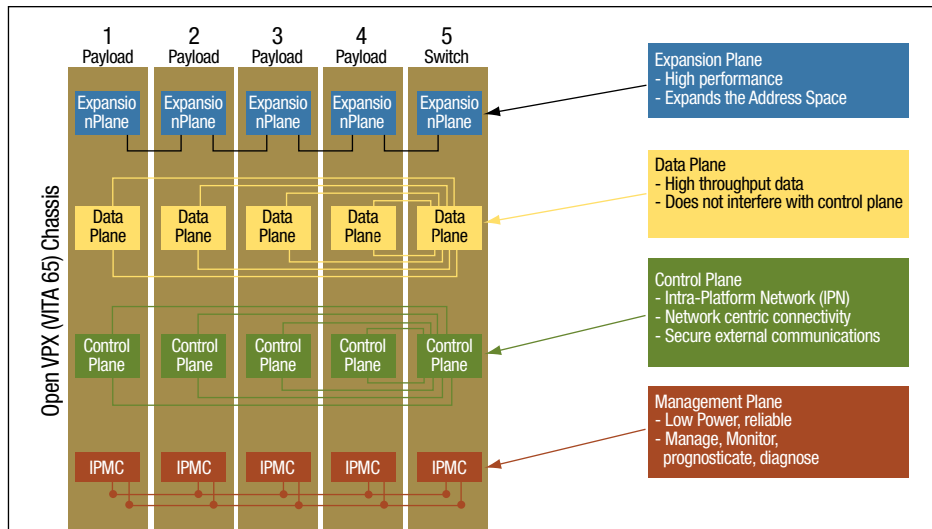 1 2 3 4 5
Payload Payload Payload Payload Switch
Open VPX (VITA 65) Chassis
Expansio
nPlane
Expansio
nPlane
Expansio
nPlane
Expansio
nPlane
Expansio
nPlane
Data
Plane
Data
Plane
Data
Plane
Data
Plane
Data
Plane
Control
Plane
Control
Plane
Control
Plane
Control
Plane
Control
Plane
IPMC IPMC IPMC IPMC IPMC
Expansion Plane
- High performance
- Expands the Address Space
Data Plane
- High throughput data
- Does not interfere with control plane
Control Plane
- Intra-Platform Network (IPN)
- Network centric connectivity
- Secure external communications
Management Plane
- Low Power, reliable
- Manage, Monitor,
prognosticate, diagnose